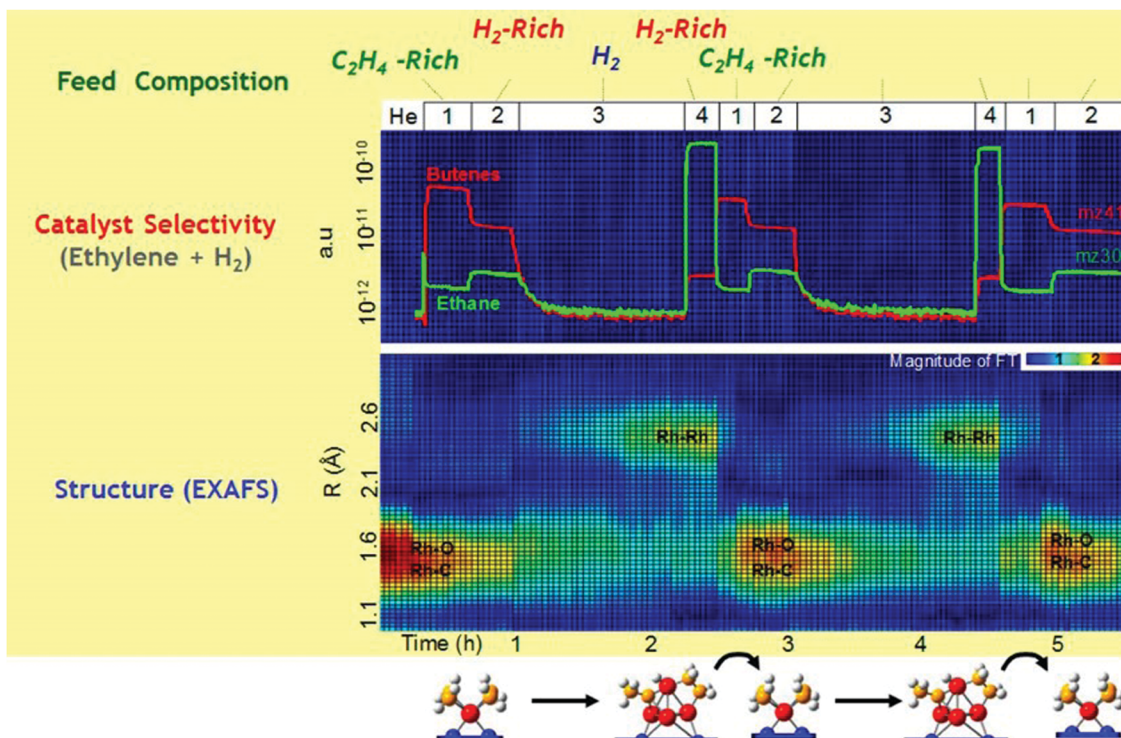 H2-Rich H2-Rich
C2H4 -Rich H2 C2H4 -Rich
Feed Composition
He 1 2 3 4 1 2 3 4 1 2
10-10
10-11
10-12
a.u
Butenes
Ethane
mz41
mz30
Catalyst Selectivity
(Ethylene + H2)
Magnitude of FT 1 2
2.6
2.1
1.6
1.1
R (Å)
Rh-Rh Rh-Rh
Structure (EXAFS)
Rh-O Rh-O Rh-O
Rh-C Rh-C Rh-C
Time (h) 1 2 3 4 5